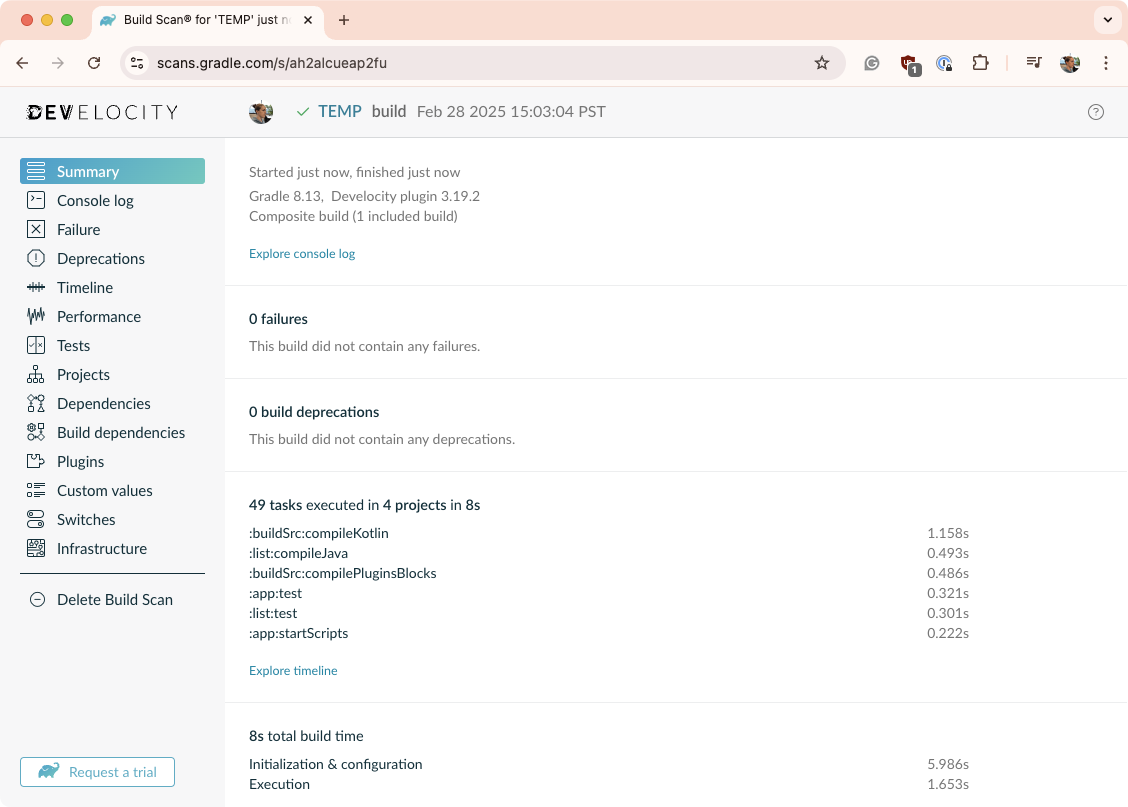 Build Scan® for 'TEMP' just n
scans.gradle.com/s/ah2alcueap2fu
1
DEVELOCITY
TEMP build Feb 28 2025 15:03:04 PST
Summary
Console log
Failure
Deprecations
Timeline
Performance
Tests
Projects
Dependencies
Build dependencies
Plugins
Custom values
Switches
Infrastructure
Delete Build Scan
Request a trial
Started just now, finished just now
Gradle 8.13, Develocity plugin 3.19.2
Composite build (1 included build)
Explore console log
0 failures
This build did not contain any failures.
0 build deprecations
This build did not contain any deprecations.
49 tasks executed in 4 projects in 8s
:buildSrc:compileKotlin 1.158s
:list:compileJava 0.493s
:buildSrc:compilePluginsBlocks 0.486s
:app:test 0.321s
:list:test 0.301s
:app:startScripts 0.222s
Explore timeline
8s total build time
Initialization & configuration 5.986s
Execution 1.653s